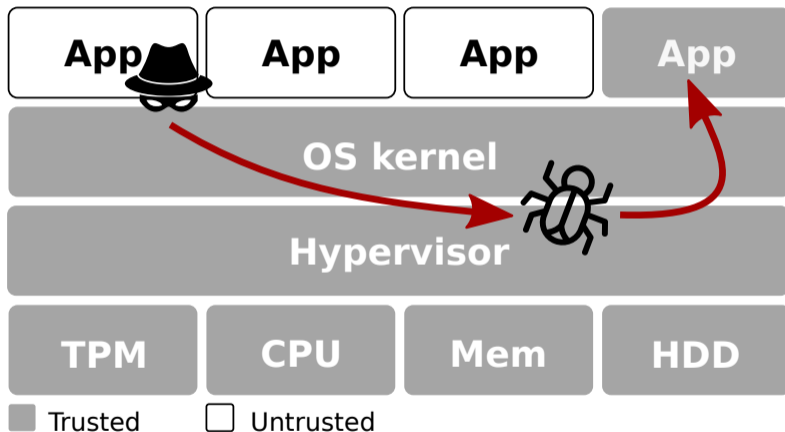 App App App App
OS kernel
Hypervisor
TPM CPU Mem HDD
Trusted Untrusted